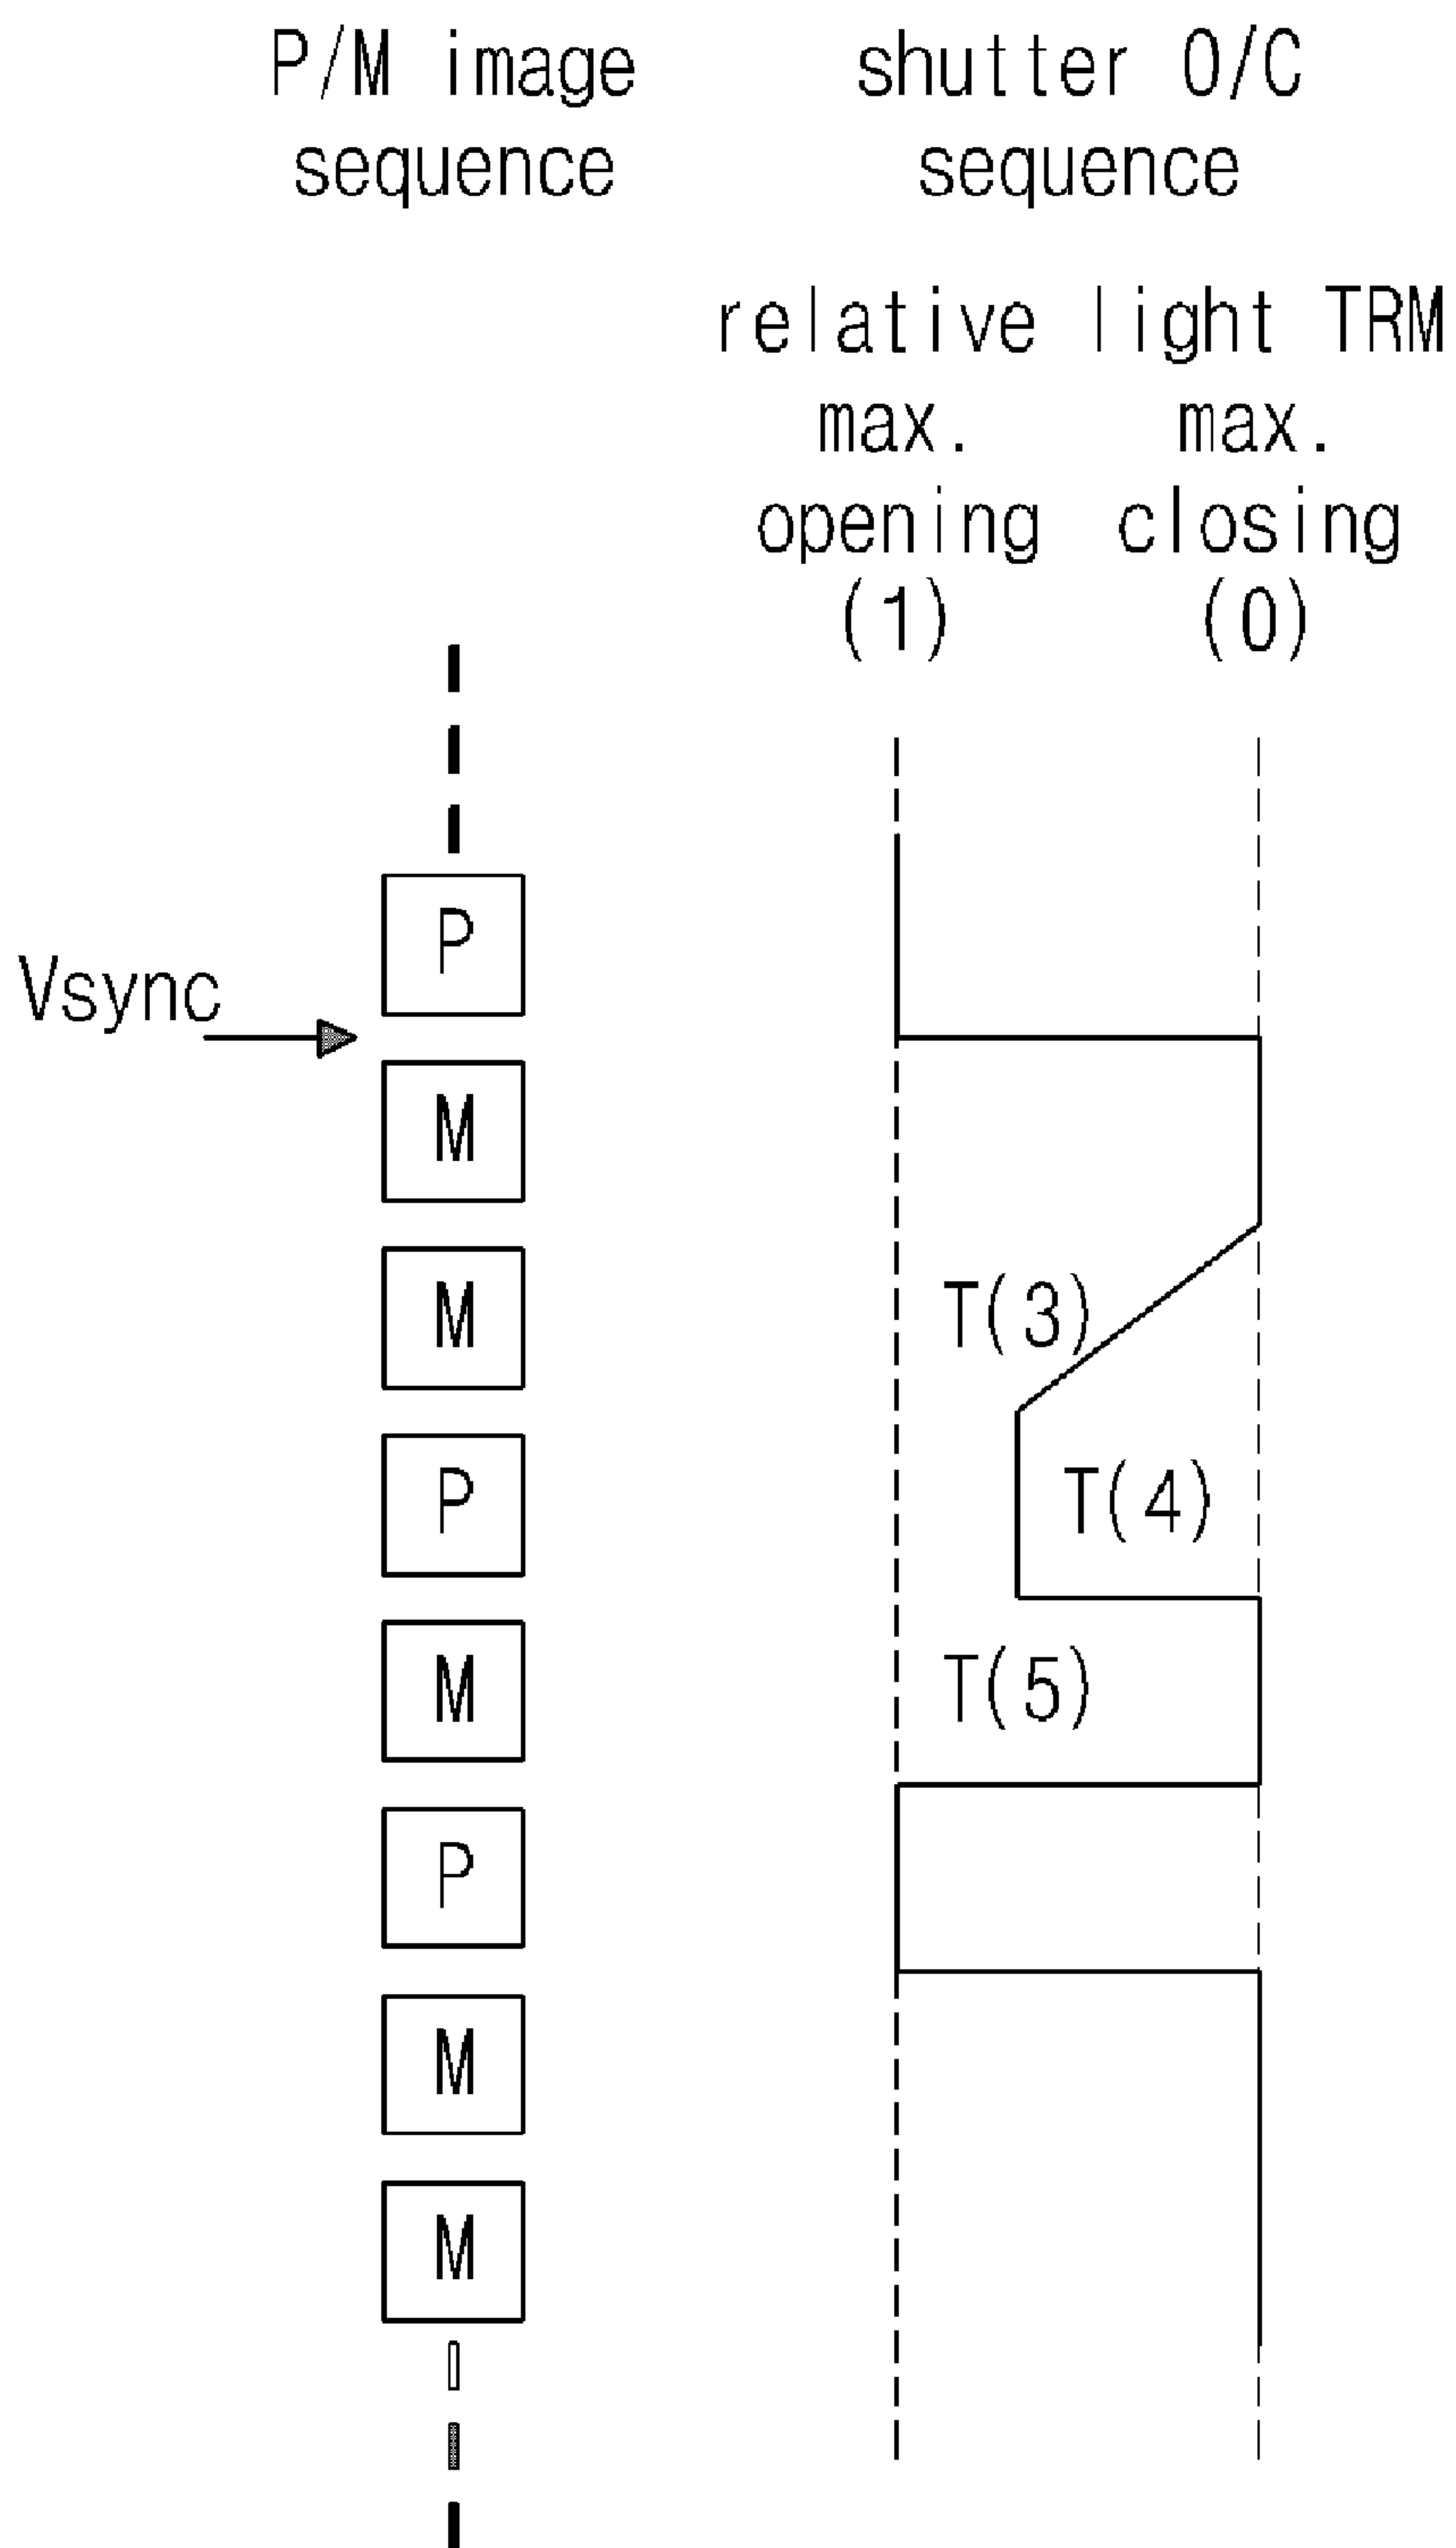 P/M image
sequence
shutter O/C
sequence
relative light TRM
max.
opening
(1)
max.
closing
(0)
P
Vsync
M
M
T(3)
P
T(4)
M
T(5)
P
M
M